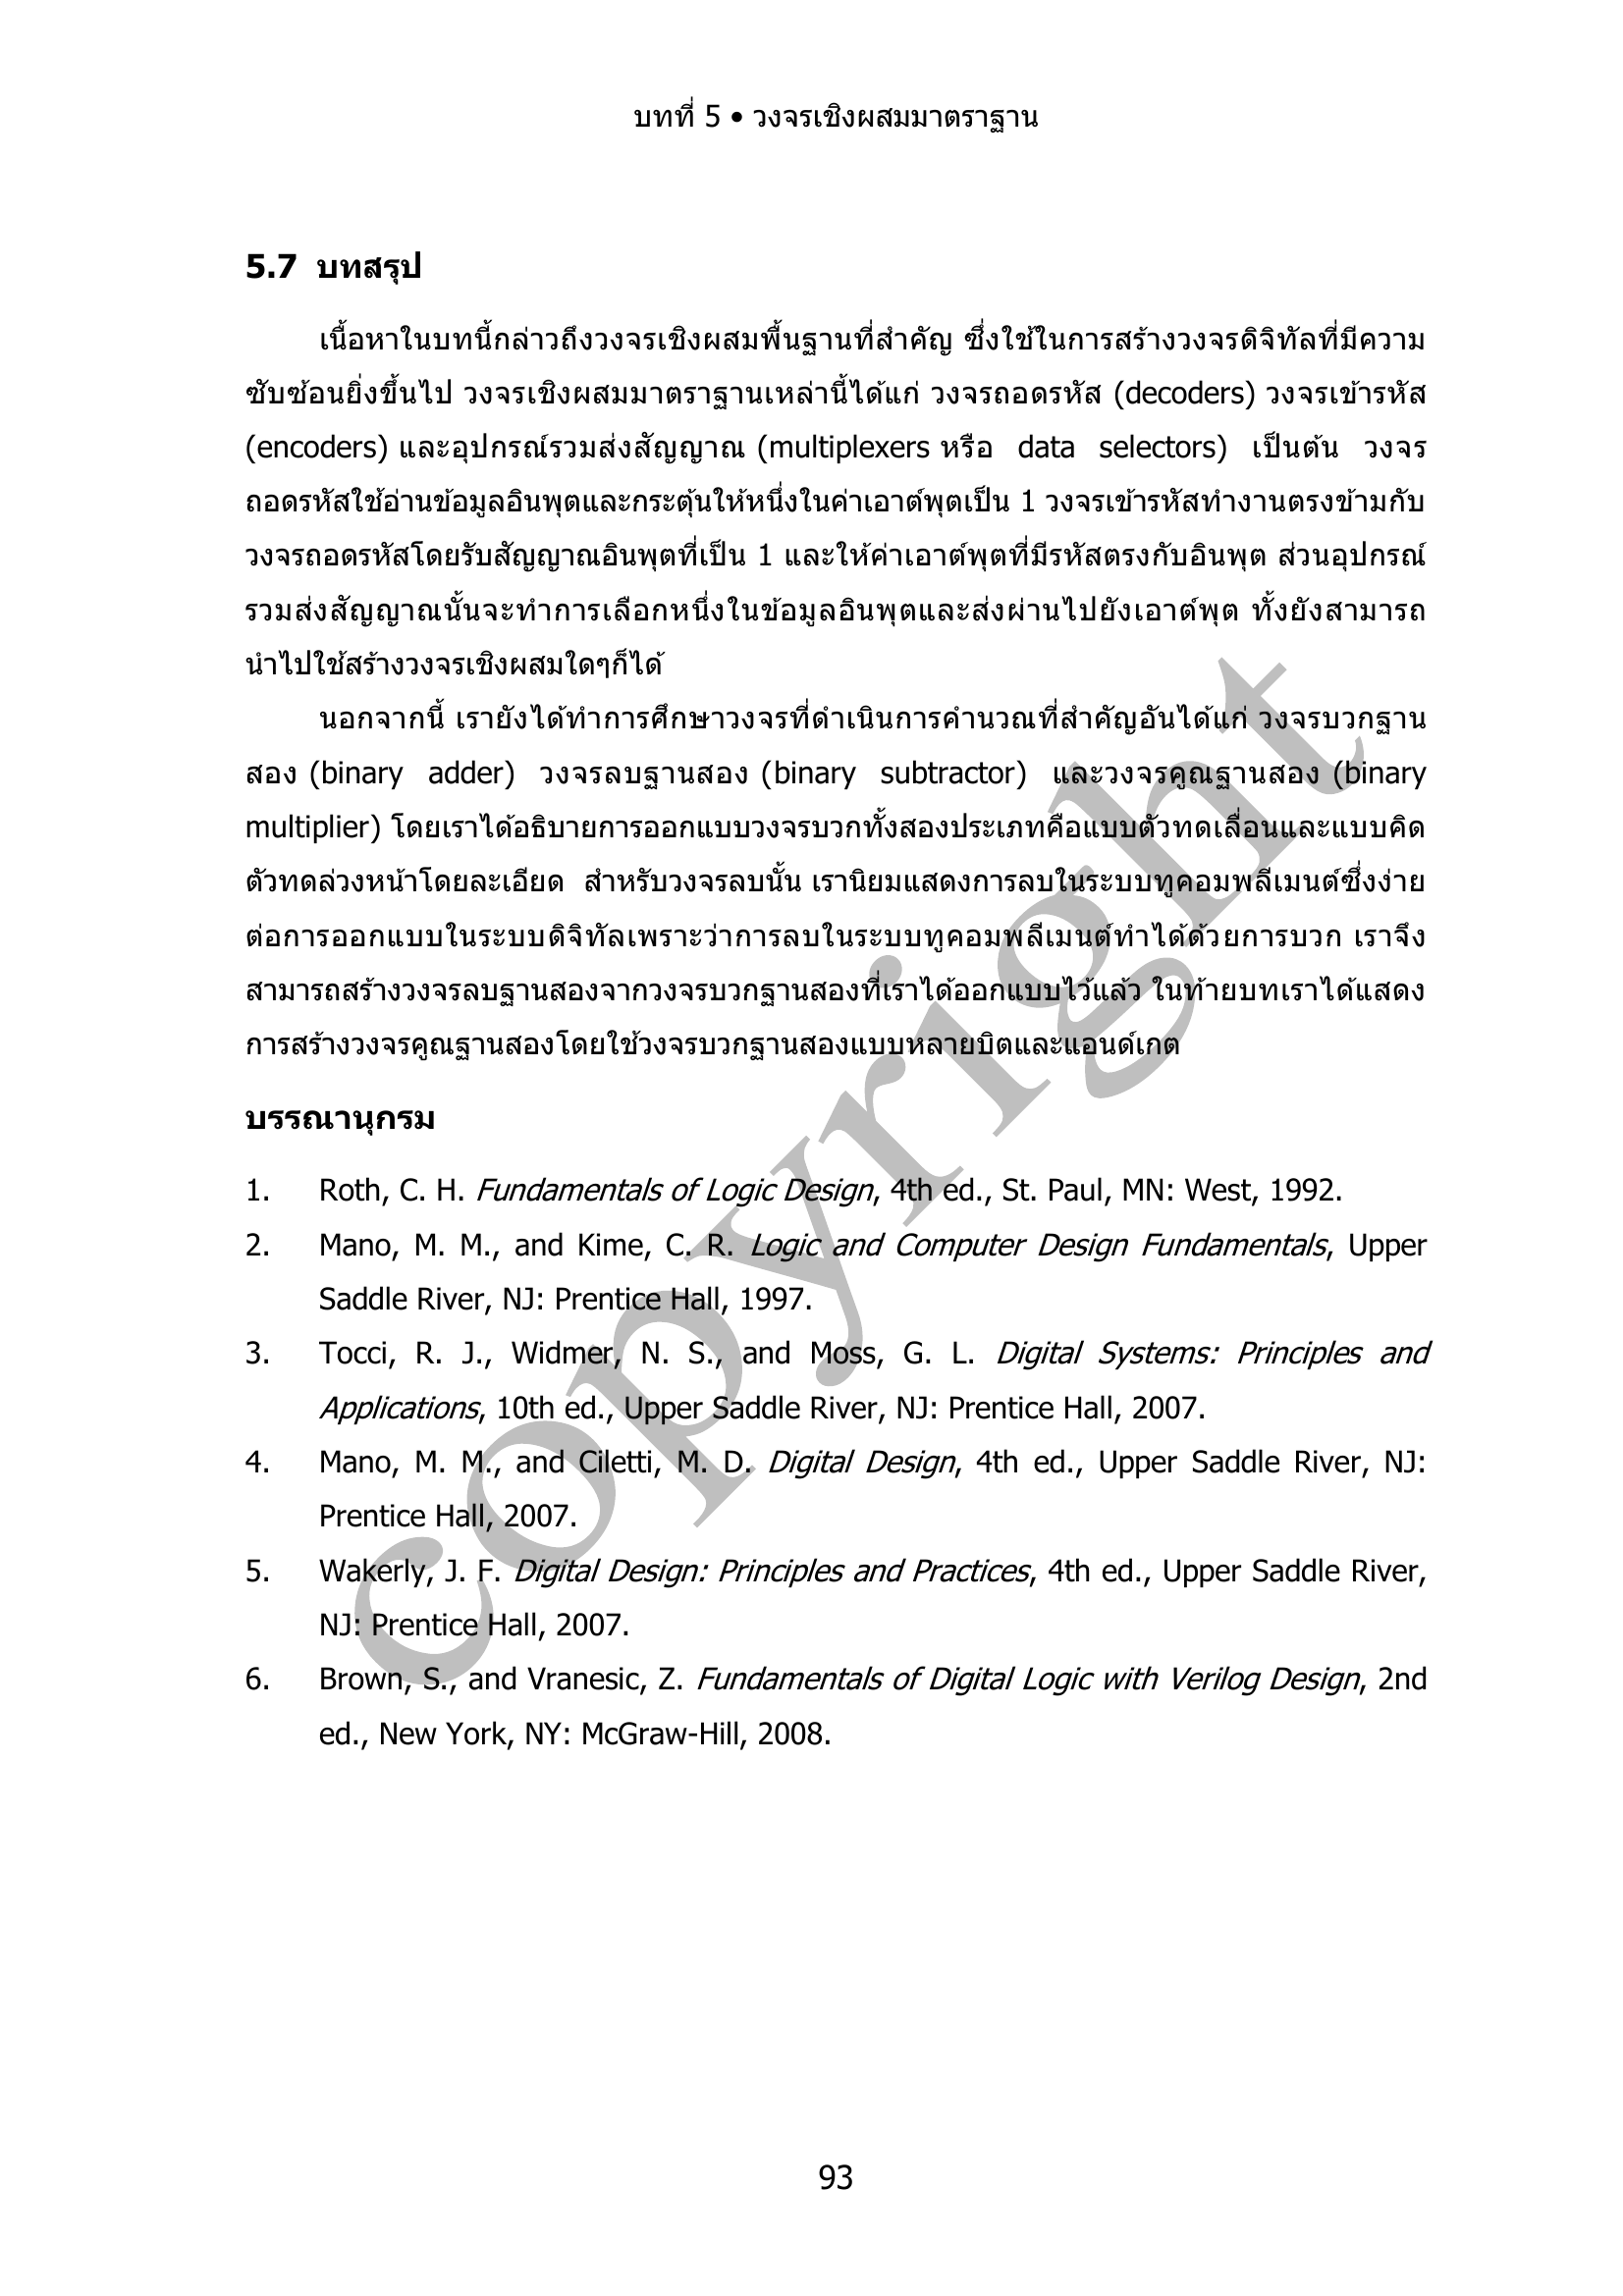 บทที่ 5 • วงจรเชิงผสมมาตราฐาน
5.7 บทสรุป
เนื้อหาในบทนี้กล่าวถึงวงจรเชิงผสมพื้นฐานที่สำคัญ ซึ่งใช้ในการสร้างวงจรดิจิทัลที่มีความ
ซับซ้อนยิ่งขึ้นไป วงจรเชิงผสมมาตราฐานเหล่านี้ได้แก่ วงจรถอดรหัส (decoders) วงจรเข้ารหัส
(encoders) และอุปกรณ์รวมส่งสัญญาณ (multiplexers หรือ data selectors) เป็นต้น วงจร
ถอดรหัสใช้อ่านข้อมูลอินพุตและกระตุ้นให้หนึ่งในค่าเอาต์พุตเป็น 1 วงจรเข้ารหัสทำงานตรงข้ามกับ
วงจรถอดรหัสโดยรับสัญญาณอินพุตที่เป็น 1 และให้ค่าเอาต์พุตที่มีรหัสตรงกับอินพุต ส่วนอุปกรณ์
รวมส่งสัญญาณนั้นจะทำการเลือกหนึ่งในข้อมูลอินพุตและส่งผ่านไปยังเอาต์พุต ทั้งยังสามารถ
นำไปใช้สร้างวงจรเชิงผสมใดๆก็ได้
นอกจากนี้ เรายังได้ทำการศึกษาวงจรที่ดำเนินการคำนวณที่สำคัญอันได้แก่ วงจรบวกฐาน
สอง (binary adder) วงจรลบฐานสอง (binary subtractor) และวงจรคูณฐานสอง (binary
multiplier) โดยเราได้อธิบายการออกแบบวงจรบวกทั้งสองประเภทคือแบบตัวทดเลื่อนและแบบคิด
ตัวทดล่วงหน้าโดยละเอียด สำหรับวงจรลบนั้น เรานิยมแสดงการลบในระบบทูคอมพลีเมนต์ซึ่งง่าย
ต่อการออกแบบในระบบดิจิทัลเพราะว่าการลบในระบบทูคอมพลีเมนต์ทำได้ด้วยการบวก เราจึง
สามารถสร้างวงจรลบฐานสองจากวงจรบวกฐานสองที่เราได้ออกแบบไว้แล้ว ในท้ายบทเราได้แสดง
การสร้างวงจรคูณฐานสองโดยใช้วงจรบวกฐานสองแบบหลายบิตและแอนด์เกต
บรรณานุกรม
1. Roth, C. H. Fundamentals of Logic Design, 4th ed., St. Paul, MN: West, 1992.
2. Mano, M. M., and Kime, C. R. Logic and Computer Design Fundamentals, Upper
Saddle River, NJ: Prentice Hall, 1997.
3. Tocci, R. J., Widmer, N. S., and Moss, G. L. Digital Systems: Principles and
Applications, 10th ed., Upper Saddle River, NJ: Prentice Hall, 2007.
4. Mano, M. M., and Ciletti, M. D. Digital Design, 4th ed., Upper Saddle River, NJ:
Prentice Hall, 2007.
5. Wakerly, J. F. Digital Design: Principles and Practices, 4th ed., Upper Saddle River,
NJ: Prentice Hall, 2007.
6. Brown, S., and Vranesic, Z. Fundamentals of Digital Logic with Verilog Design, 2nd
ed., New York, NY: McGraw-Hill, 2008.
copyright
93